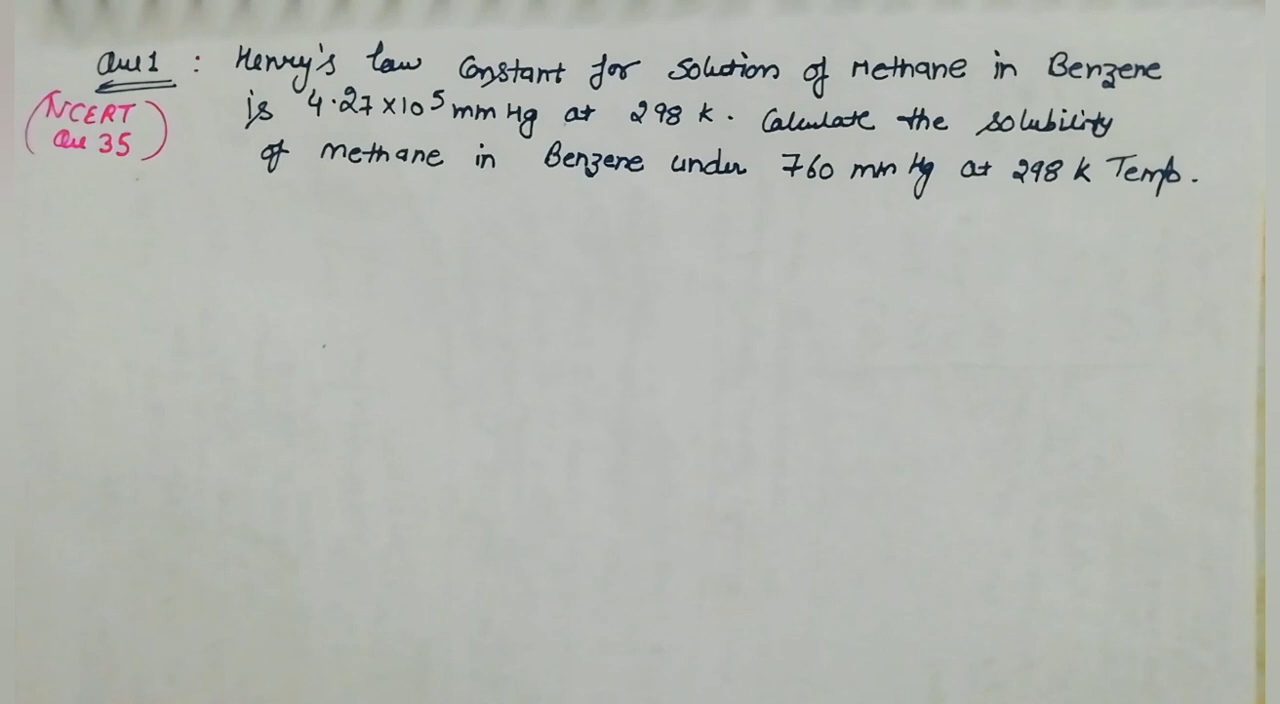 Que 1 : Henry's law Constant for Solution of Methane in Benzene
(NCERT Que 35)
is 4.27 x 10⁵ mm Hg at 298 K. Calculate the solubility
of methane in Benzene under 760 mm Hg at 298 K Temp.